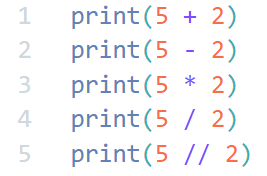 1 print(5 + 2)
2 print(5 - 2)
3 print(5 * 2)
4 print(5 / 2)
5 print(5 // 2)